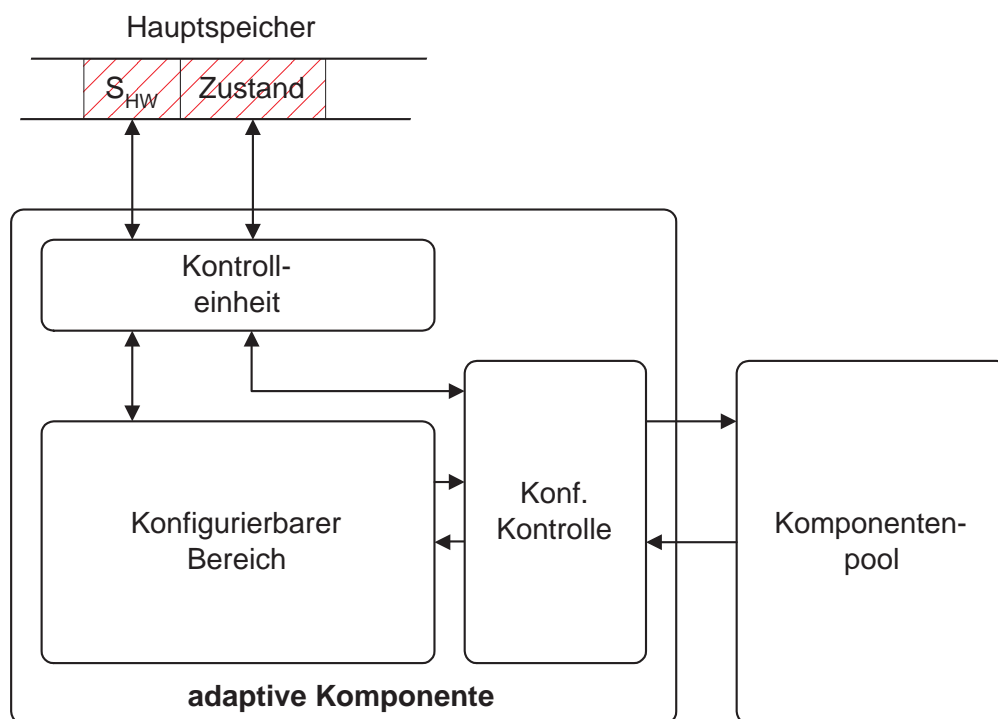 Hauptspeicher
S_HW Zustand
Kontroll-
einheit
Konfigurierbarer
Bereich
Konf.
Kontrolle
Komponenten-
pool
adaptive Komponente